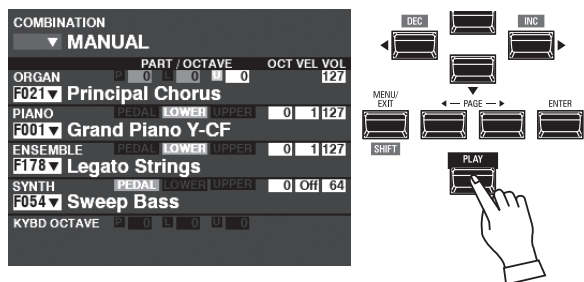 COMBINATION
▼ MANUAL
PART / OCTAVE OCT VEL VOL
ORGAN P 0 L 0 U 0 127
F021▼ Principal Chorus
PIANO PEDAL LOWER UPPER 0 1 127
F001▼ Grand Piano Y-CF
ENSEMBLE PEDAL LOWER UPPER 0 1 127
F178▼ Legato Strings
SYNTH PEDAL LOWER UPPER 0 Off 64
F054▼ Sweep Bass
KYBD OCTAVE P 0 L 0 U 0
DEC INC
MENU/
EXIT ◀ — PAGE — ▶ ENTER
SHIFT
PLAY